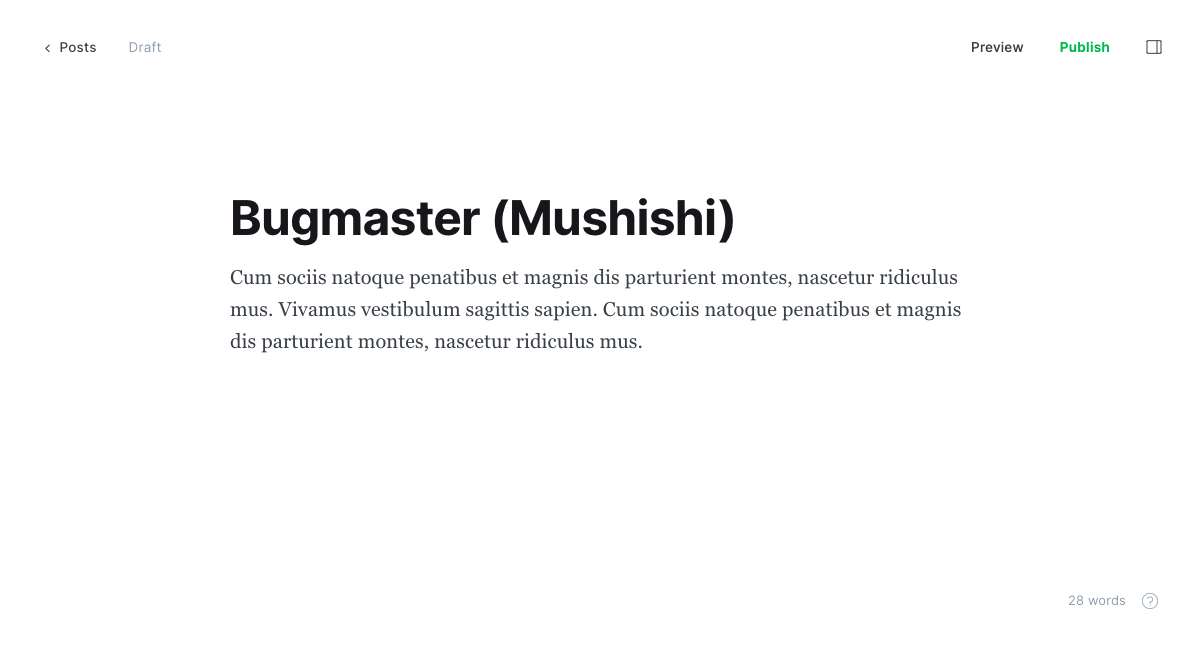 Posts
Draft
Preview
Publish
Bugmaster (Mushishi)
Cum sociis natoque penatibus et magnis dis parturient montes, nascetur ridiculus
mus. Vivamus vestibulum sagittis sapien. Cum sociis natoque penatibus et magnis
dis parturient montes, nascetur ridiculus mus.
28 words
?